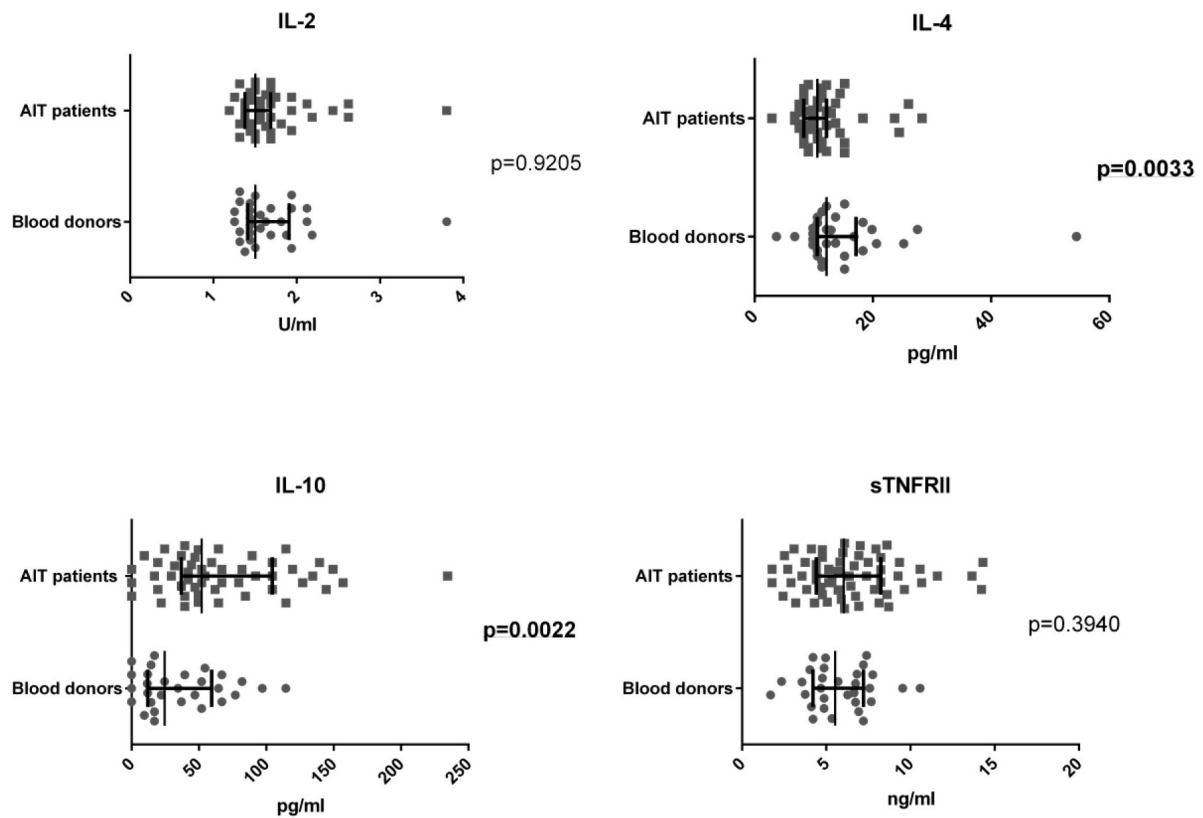 IL-2
AIT patients
Blood donors
p=0.9205
0 1 2 3 4
U/ml
IL-4
AIT patients
Blood donors
p=0.0033
0 20 40 60
pg/ml
IL-10
AIT patients
Blood donors
p=0.0022
0 50 100 150 200 250
pg/ml
sTNFRII
AIT patients
Blood donors
p=0.3940
0 5 10 15 20
ng/ml